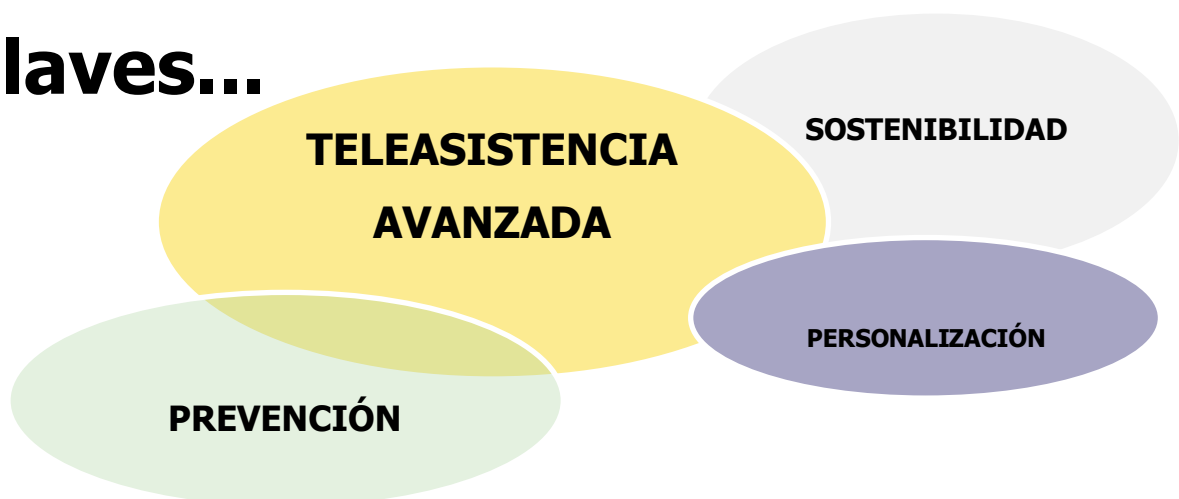 laves...
TELEASISTENCIA
AVANZADA
SOSTENIBILIDAD
PERSONALIZACIÓN
PREVENCIÓN